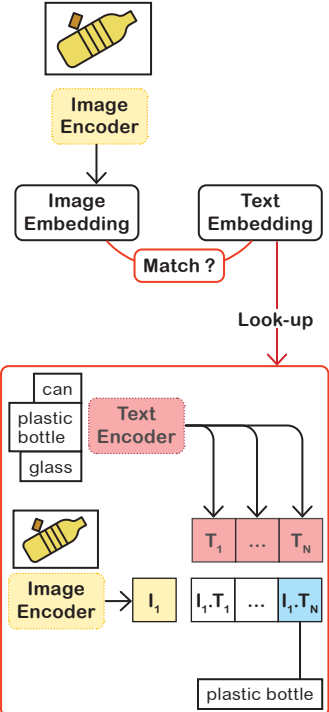 Image
Encoder
Image
Embedding
Text
Embedding
Match ?
Look-up
can
plastic
bottle
glass
Text
Encoder
T1 ... TN
Image
Encoder
I1 I1.T1 ... I1.TN
plastic bottle